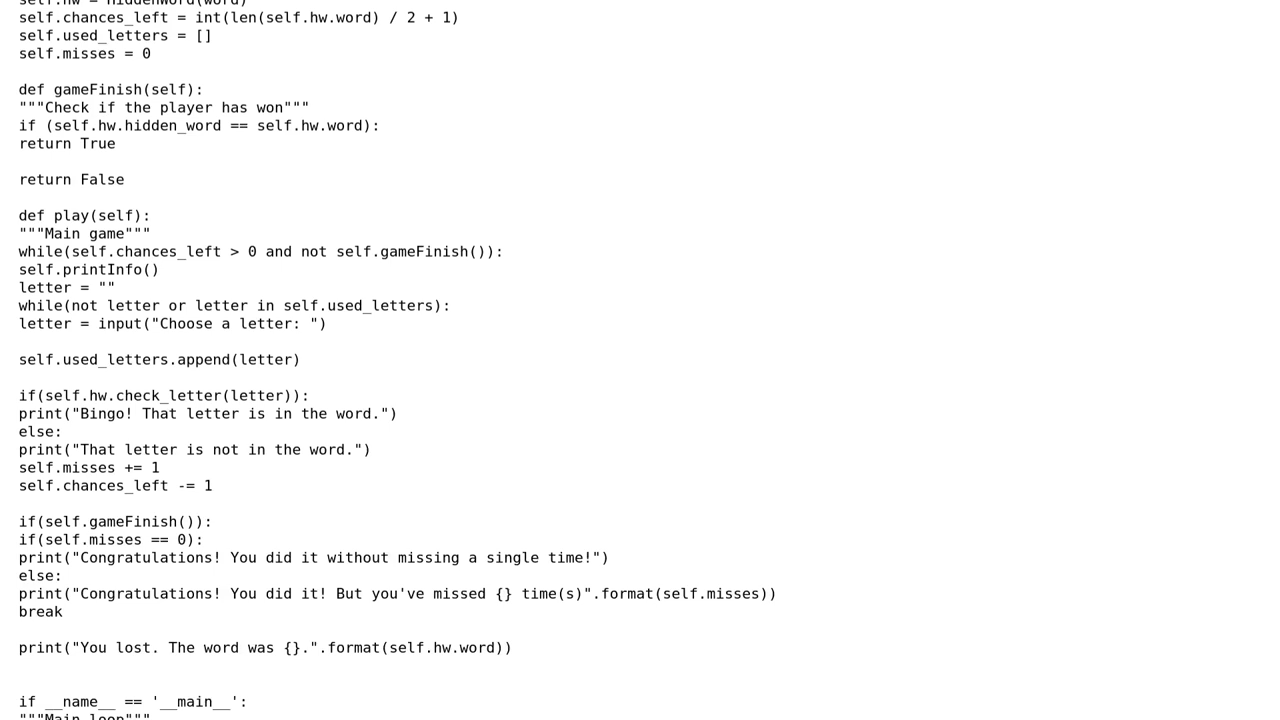 self.hw = hiddenWord(word)
self.chances_left = int(len(self.hw.word) / 2 + 1)
self.used_letters = []
self.misses = 0

def gameFinish(self):
"""Check if the player has won"""
if (self.hw.hidden_word == self.hw.word):
return True

return False

def play(self):
"""Main game"""
while(self.chances_left > 0 and not self.gameFinish()):
self.printInfo()
letter = ""
while(not letter or letter in self.used_letters):
letter = input("Choose a letter: ")

self.used_letters.append(letter)

if(self.hw.check_letter(letter)):
print("Bingo! That letter is in the word.")
else:
print("That letter is not in the word.")
self.misses += 1
self.chances_left -= 1

if(self.gameFinish()):
if(self.misses == 0):
print("Congratulations! You did it without missing a single time!")
else:
print("Congratulations! You did it! But you've missed {} time(s)".format(self.misses))
break

print("You lost. The word was {}.".format(self.hw.word))


if __name__ == '__main__':
"""Main loop"""